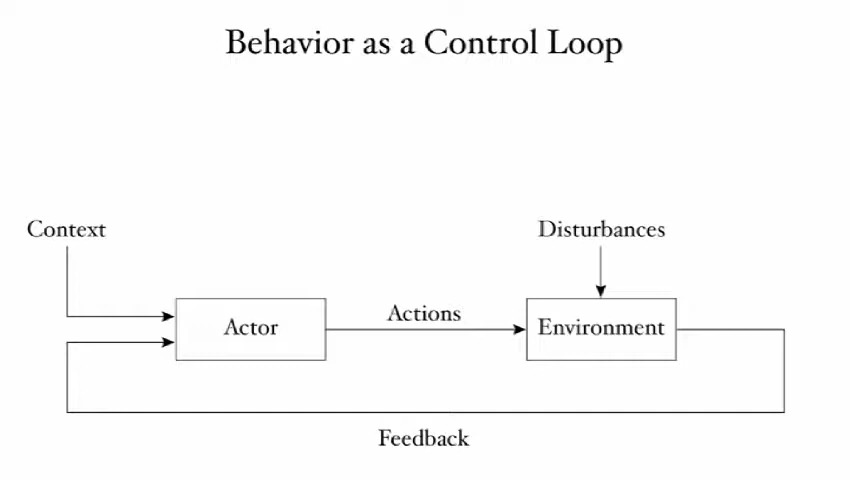 Behavior as a Control Loop
Context
Disturbances
Actor
Actions
Environment
Feedback